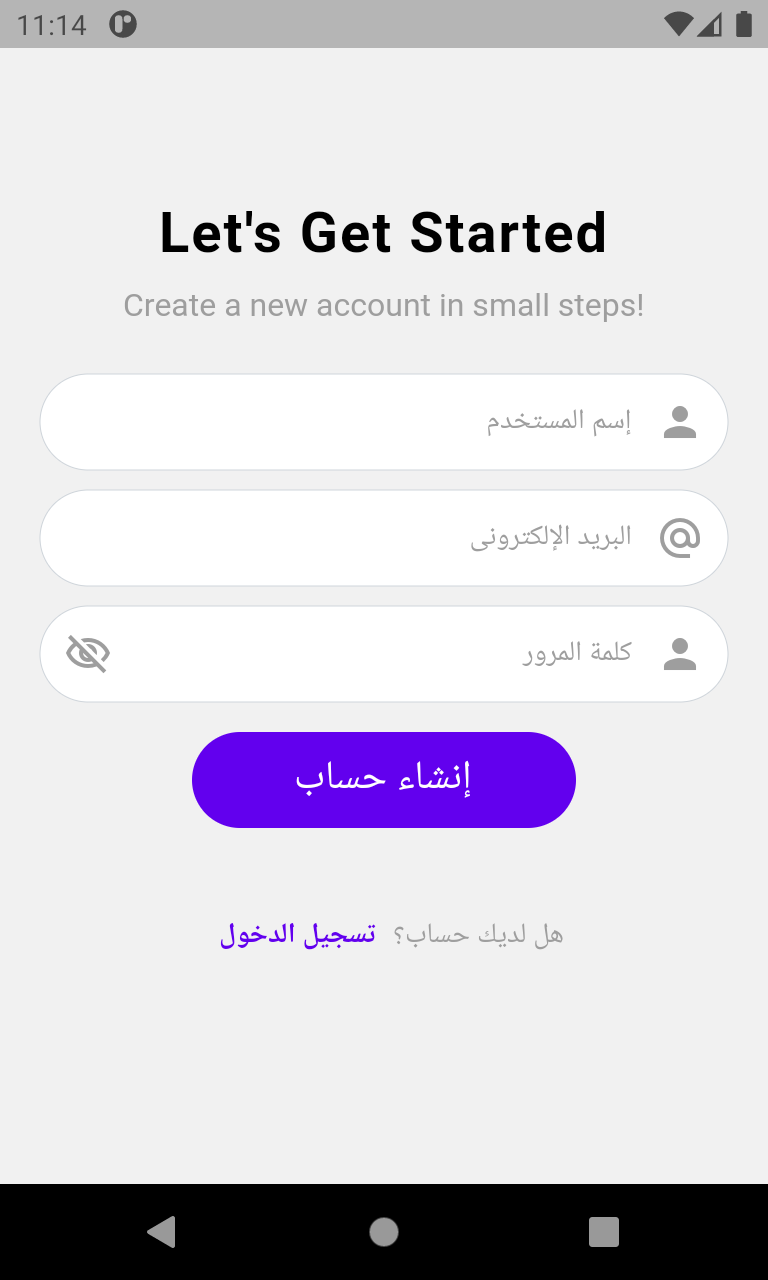 11:14
Let's Get Started
Create a new account in small steps!
إسم المستخدم
البريد الإلكترونى
كلمة المرور
إنشاء حساب
هل لديك حساب؟ تسجيل الدخول